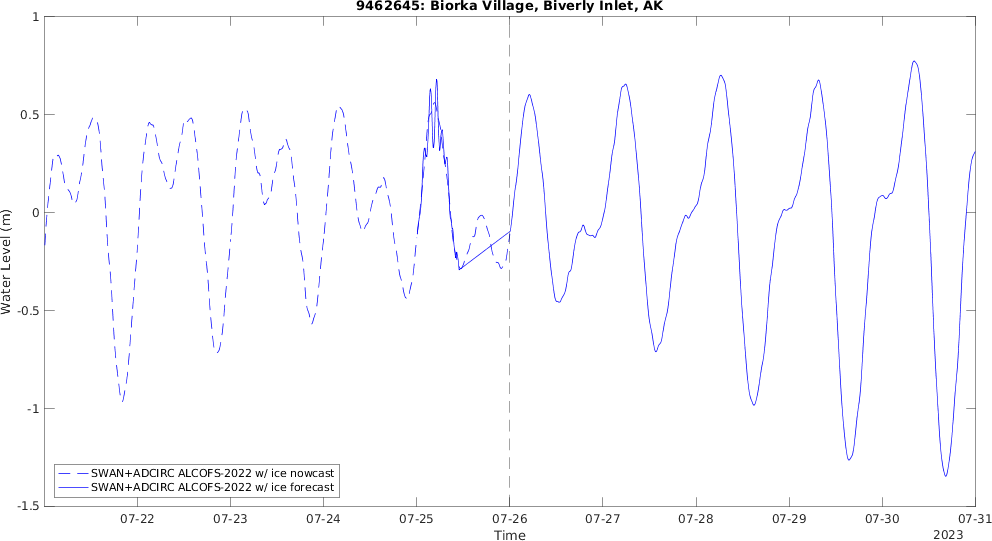 9462645: Biorka Village, Biverly Inlet, AK
Water Level (m)
1
0.5
0
-0.5
-1
-1.5
SWAN+ADCIRC ALCOFS-2022 w/ ice nowcast
SWAN+ADCIRC ALCOFS-2022 w/ ice forecast
07-22 07-23 07-24 07-25 07-26 07-27 07-28 07-29 07-30 07-31
Time
2023